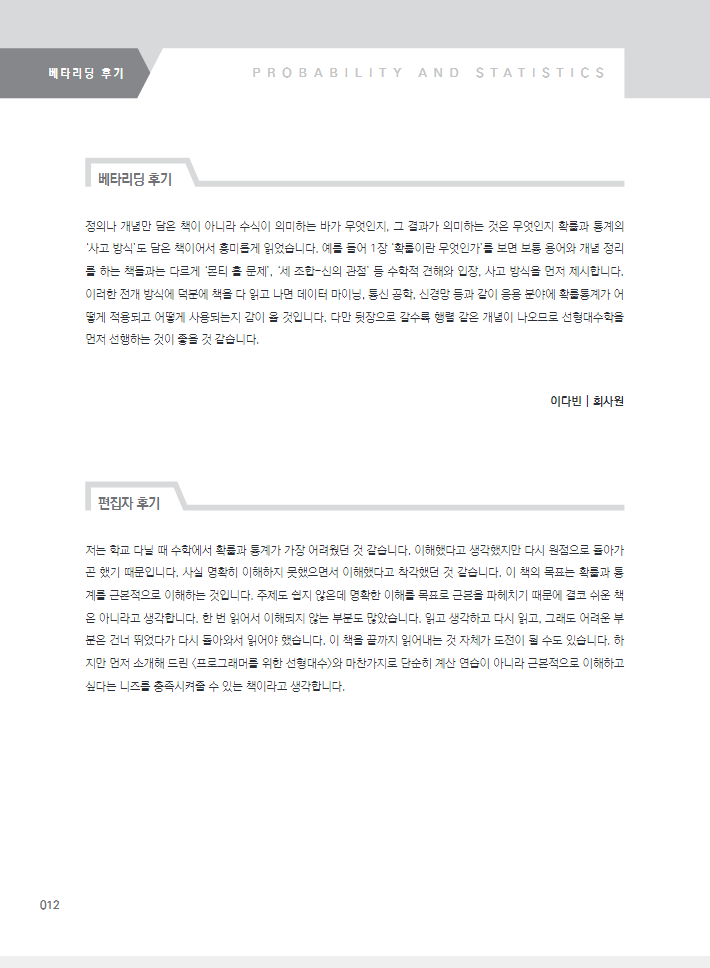 베타리딩 후기
PROBABILITY AND STATISTICS
베타리딩 후기
정의나 개념만 담은 책이 아니라 수식이 의미하는 바가 무엇인지, 그 결과가 의미하는 것은 무엇인지 확률과 통계의
'사고 방식'도 담은 책이어서 흥미롭게 읽었습니다. 예를 들어 1장 '확률이란 무엇인가'를 보면 보통 용어와 개념 정리
를 하는 책들과는 다르게 '몬티 홀 문제', '세 조합-신의 관점' 등 수학적 견해와 입장, 사고 방식을 먼저 제시합니다.
이러한 전개 방식에 덕분에 책을 다 읽고 나면 데이터 마이닝, 통신 공학, 신경망 등과 같이 응용 분야에 확률통계가 어
떻게 적용되고 어떻게 사용되는지 감이 올 것입니다. 다만 뒷장으로 갈수록 행렬 같은 개념이 나오므로 선형대수학을
먼저 선행하는 것이 좋을 것 같습니다.
이다빈 | 회사원
편집자 후기
저는 학교 다닐 때 수학에서 확률과 통계가 가장 어려웠던 것 같습니다. 이해했다고 생각했지만 다시 원점으로 돌아가
곤 했기 때문입니다. 사실 명확히 이해하지 못했으면서 이해했다고 착각했던 것 같습니다. 이 책의 목표는 확률과 통
계를 근본적으로 이해하는 것입니다. 주제도 쉽지 않은데 명확한 이해를 목표로 근본을 파헤치기 때문에 결코 쉬운 책
은 아니라고 생각합니다. 한 번 읽어서 이해되지 않는 부분도 많았습니다. 읽고 생각하고 다시 읽고, 그래도 어려운 부
분은 건너 뛰었다가 다시 돌아와서 읽어야 했습니다. 이 책을 끝까지 읽어내는 것 자체가 도전이 될 수도 있습니다. 하
지만 먼저 소개해 드린 <프로그래머를 위한 선형대수>와 마찬가지로 단순히 계산 연습이 아니라 근본적으로 이해하고
싶다는 니즈를 충족시켜줄 수 있는 책이라고 생각합니다.
012